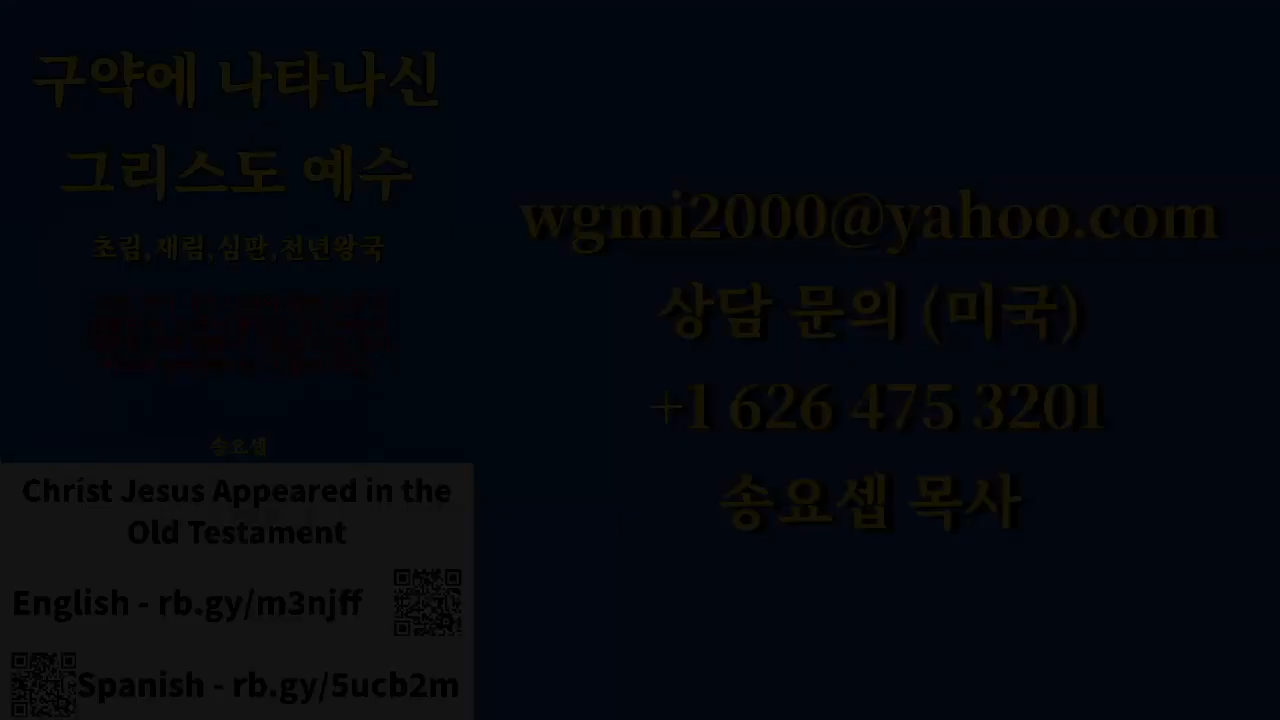 구약에 나타나신
그리스도 예수
초림,재림,심판,천년왕국
송요셉
Christ Jesus Appeared in the
Old Testament
English - rb.gy/m3njff
Spanish - rb.gy/5ucb2m
wgmi2000@yahoo.com
상담 문의 (미국)
+1 626 475 3201
송요셉 목사